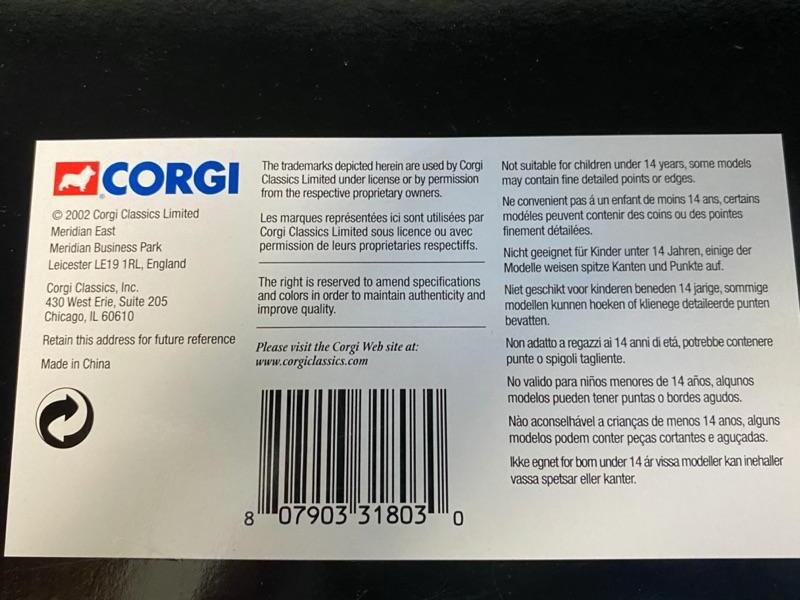 CORGI
© 2002 Corgi Classics Limited
Meridian East
Meridian Business Park
Leicester LE19 1RL, England
Corgi Classics, Inc.
430 West Erie, Suite 205
Chicago, IL 60610
Retain this address for future reference
Made in China
The trademarks depicted herein are used by Corgi
Classics Limited under license or by permission
from the respective proprietary owners.
Les marques représentées ici sont utilisées par
Corgi Classics Limited sous licence ou avec
permission de leurs proprietaries respectiffs.
The right is reserved to amend specifications
and colors in order to maintain authenticity and
improve quality.
Please visit the Corgi Web site at:
www.corgiclassics.com
8 07903 31803 0
Not suitable for children under 14 years, some models
may contain fine detailed points or edges.
Ne convenient pas á un enfant de moins 14 ans, certains
modéles peuvent contenir des coins ou des pointes
finement détailées.
Nicht geeignet für Kinder unter 14 Jahren, einige der
Modelle weisen spitze Kanten und Punkte auf.
Niet geschikt voor kinderen beneden 14 jarige, sommige
modellen kunnen hoeken of klienege detaileerde punten
bevatten.
Non adatto a regazzi ai 14 anni di etá, potrebbe contenere
punte o spigoli tagliente.
No valido para niños menores de 14 años, alqunos
modelos pueden tener puntas o bordes agudos.
Nào aconselhável a crianças de menos 14 anos, alguns
modelos podem conter peças cortantes e aguçadas.
Ikke egnet for bom under 14 ár vissa modeller kan inehaller
vassa spetsar eller kanter.